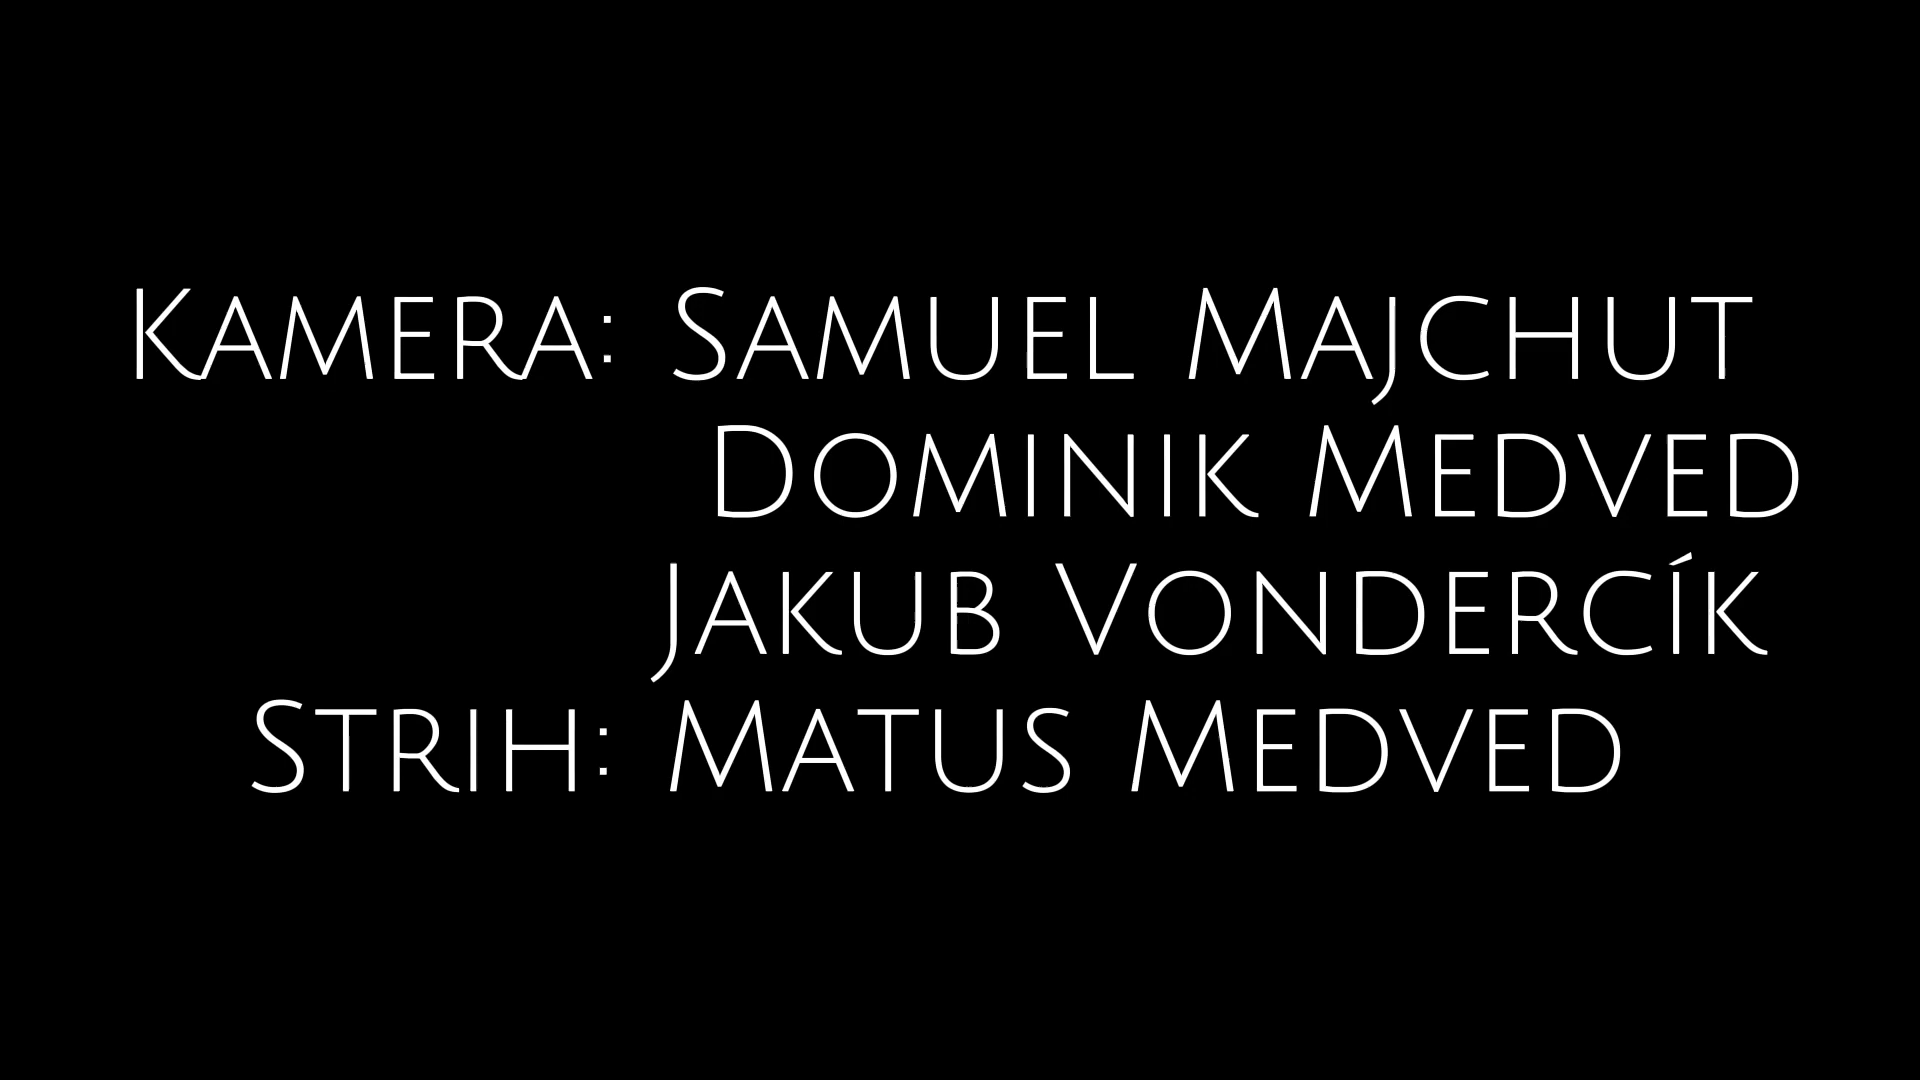 Kamera: Samuel Majchut
Dominik Medved
Jakub Vondercík
Strih: Matus Medved